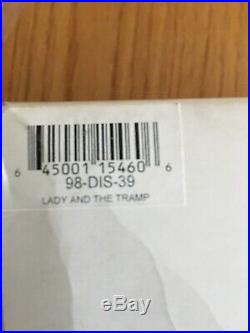 6 45001 15460 6
98-DIS-39
LADY AND THE TRAMP